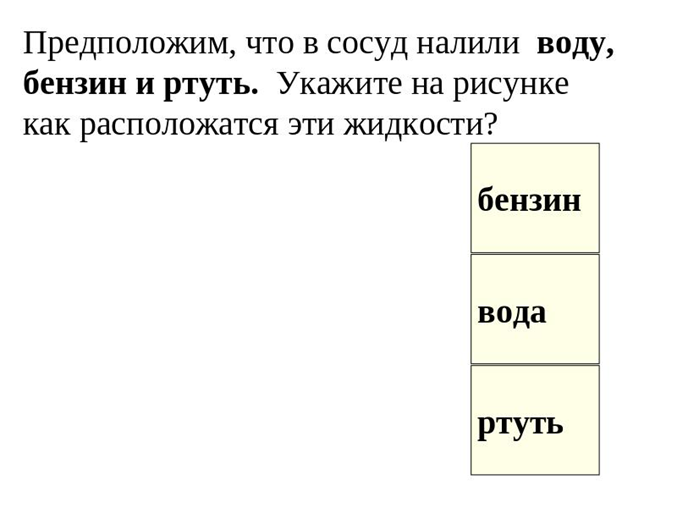 Предположим, что в сосуд налили воду,
бензин и ртуть. Укажите на рисунке
как расположатся эти жидкости?
бензин
вода
ртуть